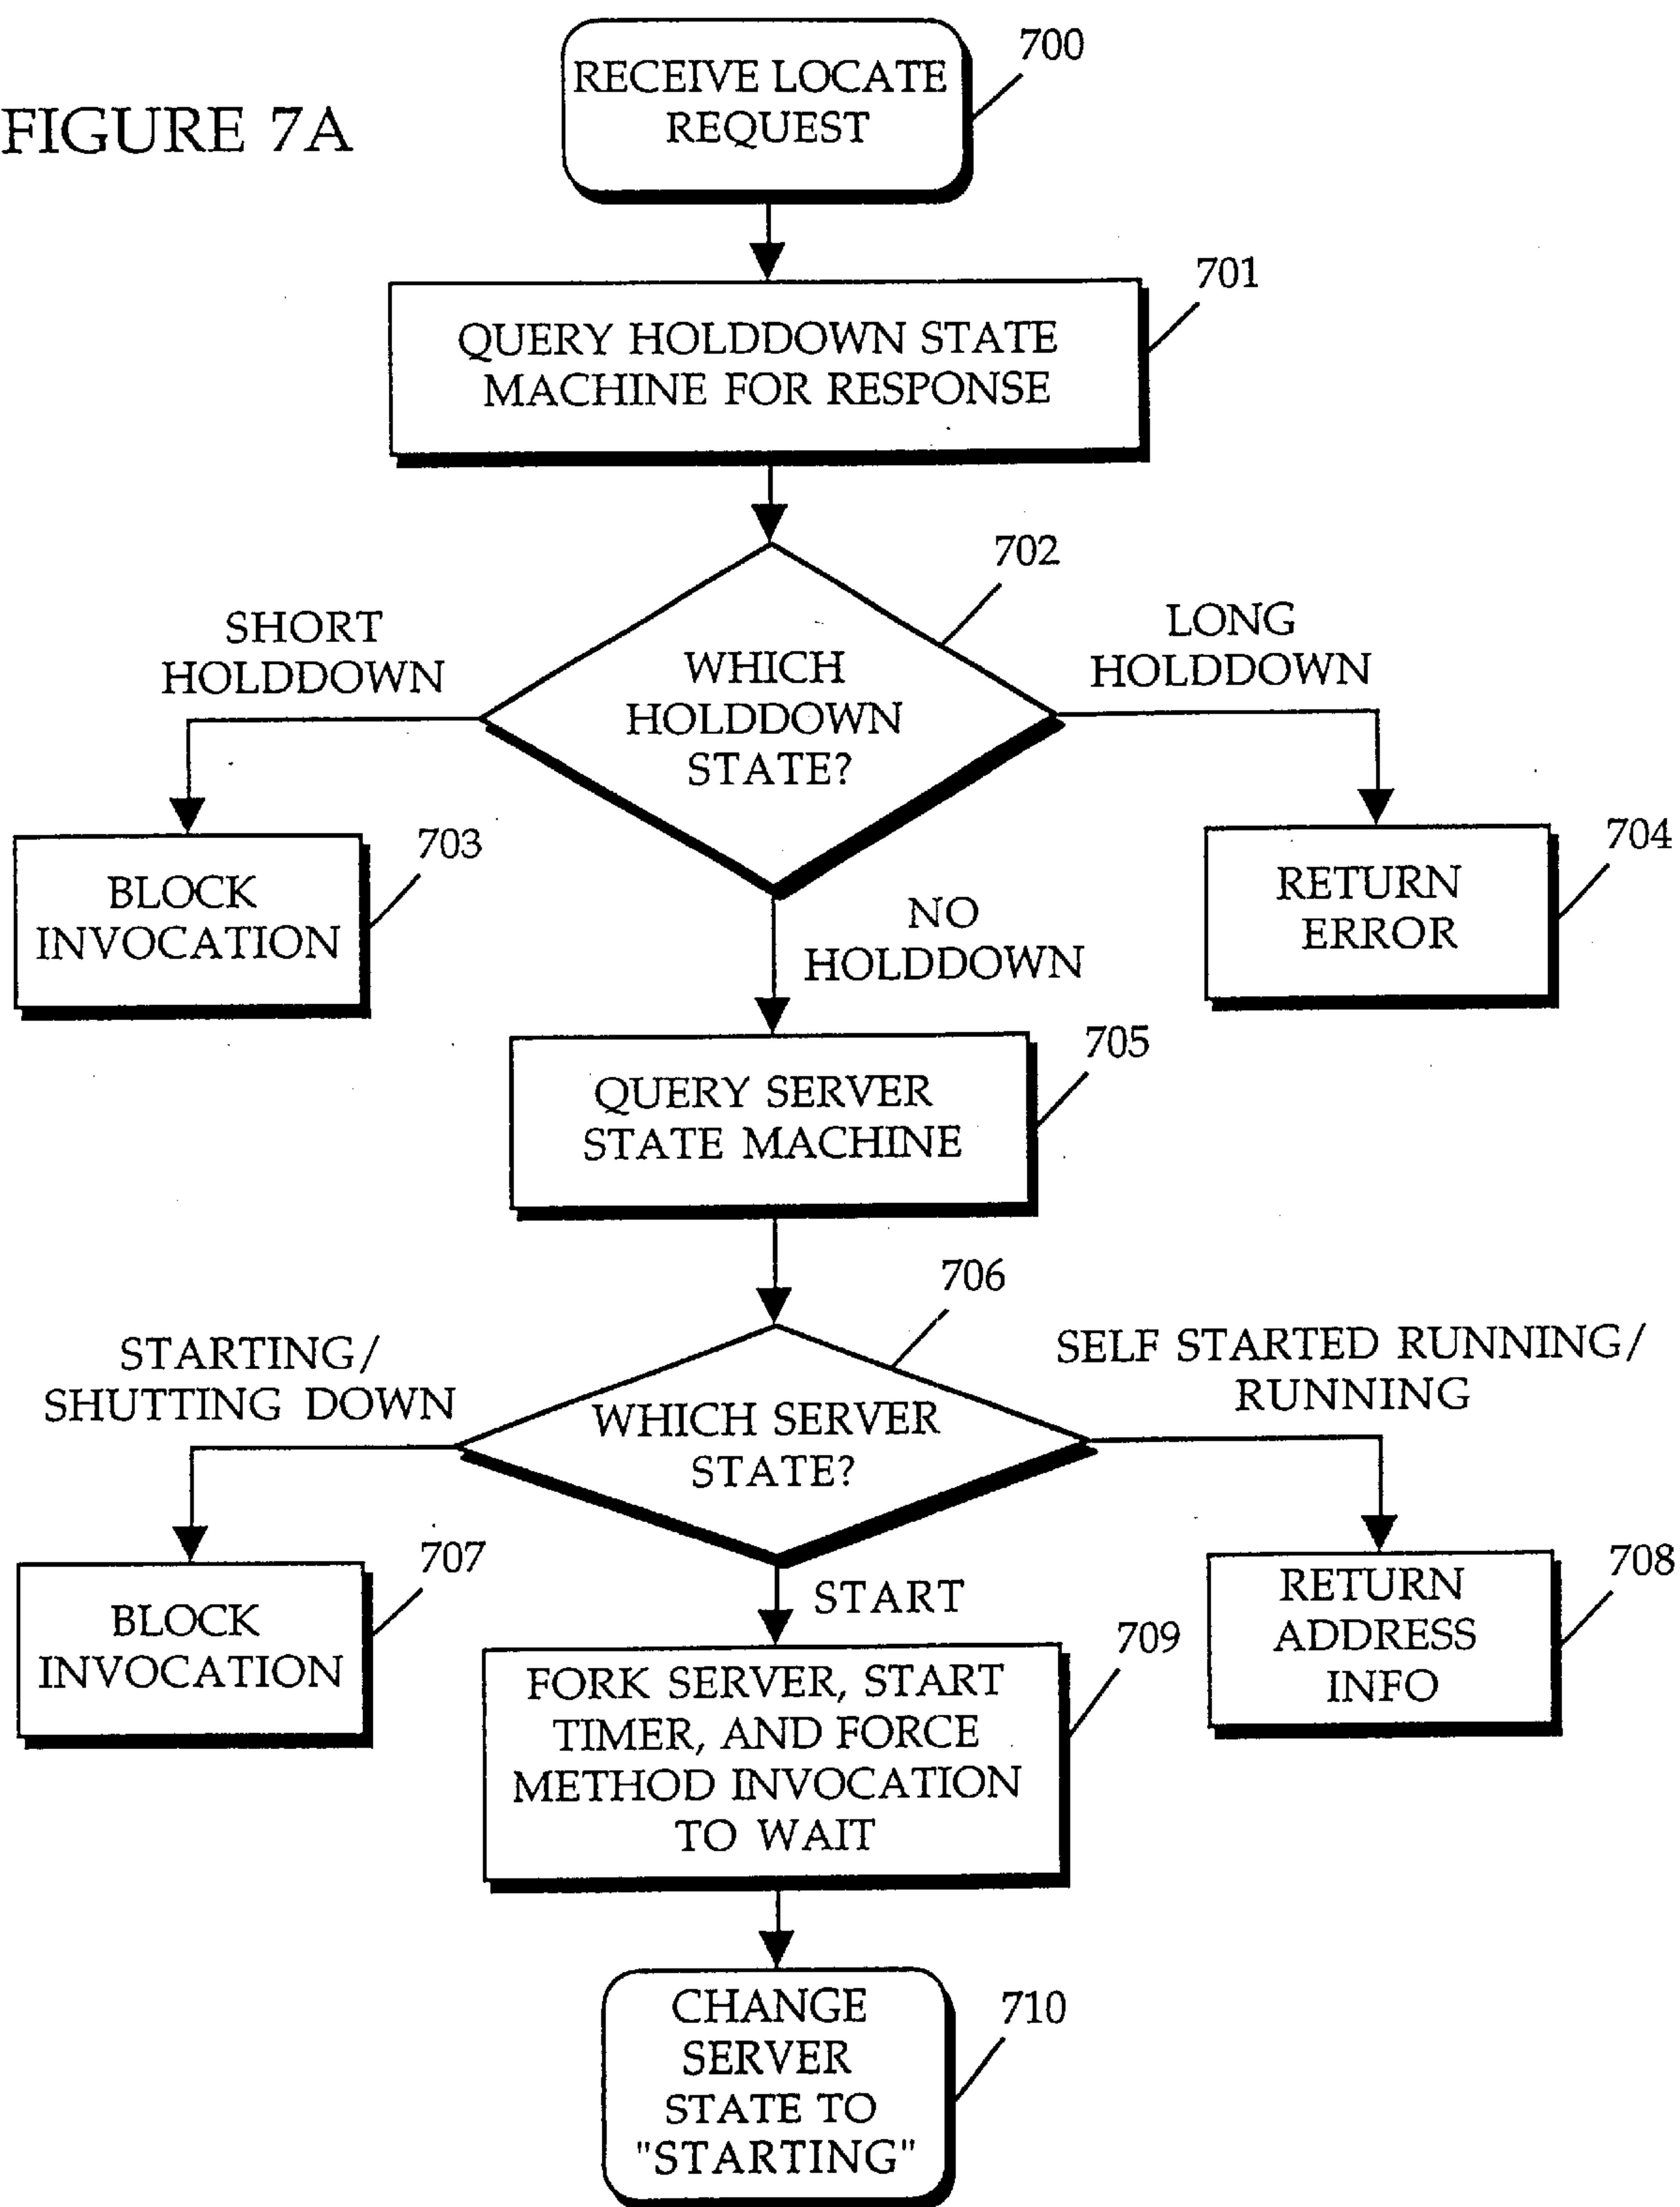 FIGURE 7A
RECEIVE LOCATE
REQUEST
700
QUERY HOLDDOWN STATE
MACHINE FOR RESPONSE
701
702
SHORT
HOLDDOWN
WHICH
HOLDDOWN
STATE?
LONG
HOLDDOWN
BLOCK
INVOCATION
703
RETURN
ERROR
704
NO
HOLDDOWN
QUERY SERVER
STATE MACHINE
705
706
STARTING/
SHUTTING DOWN
WHICH SERVER
STATE?
SELF STARTED RUNNING/
RUNNING
BLOCK
INVOCATION
707
START
RETURN
ADDRESS
INFO
708
FORK SERVER, START
TIMER, AND FORCE
METHOD INVOCATION
TO WAIT
709
CHANGE
SERVER
STATE TO
"STARTING"
710